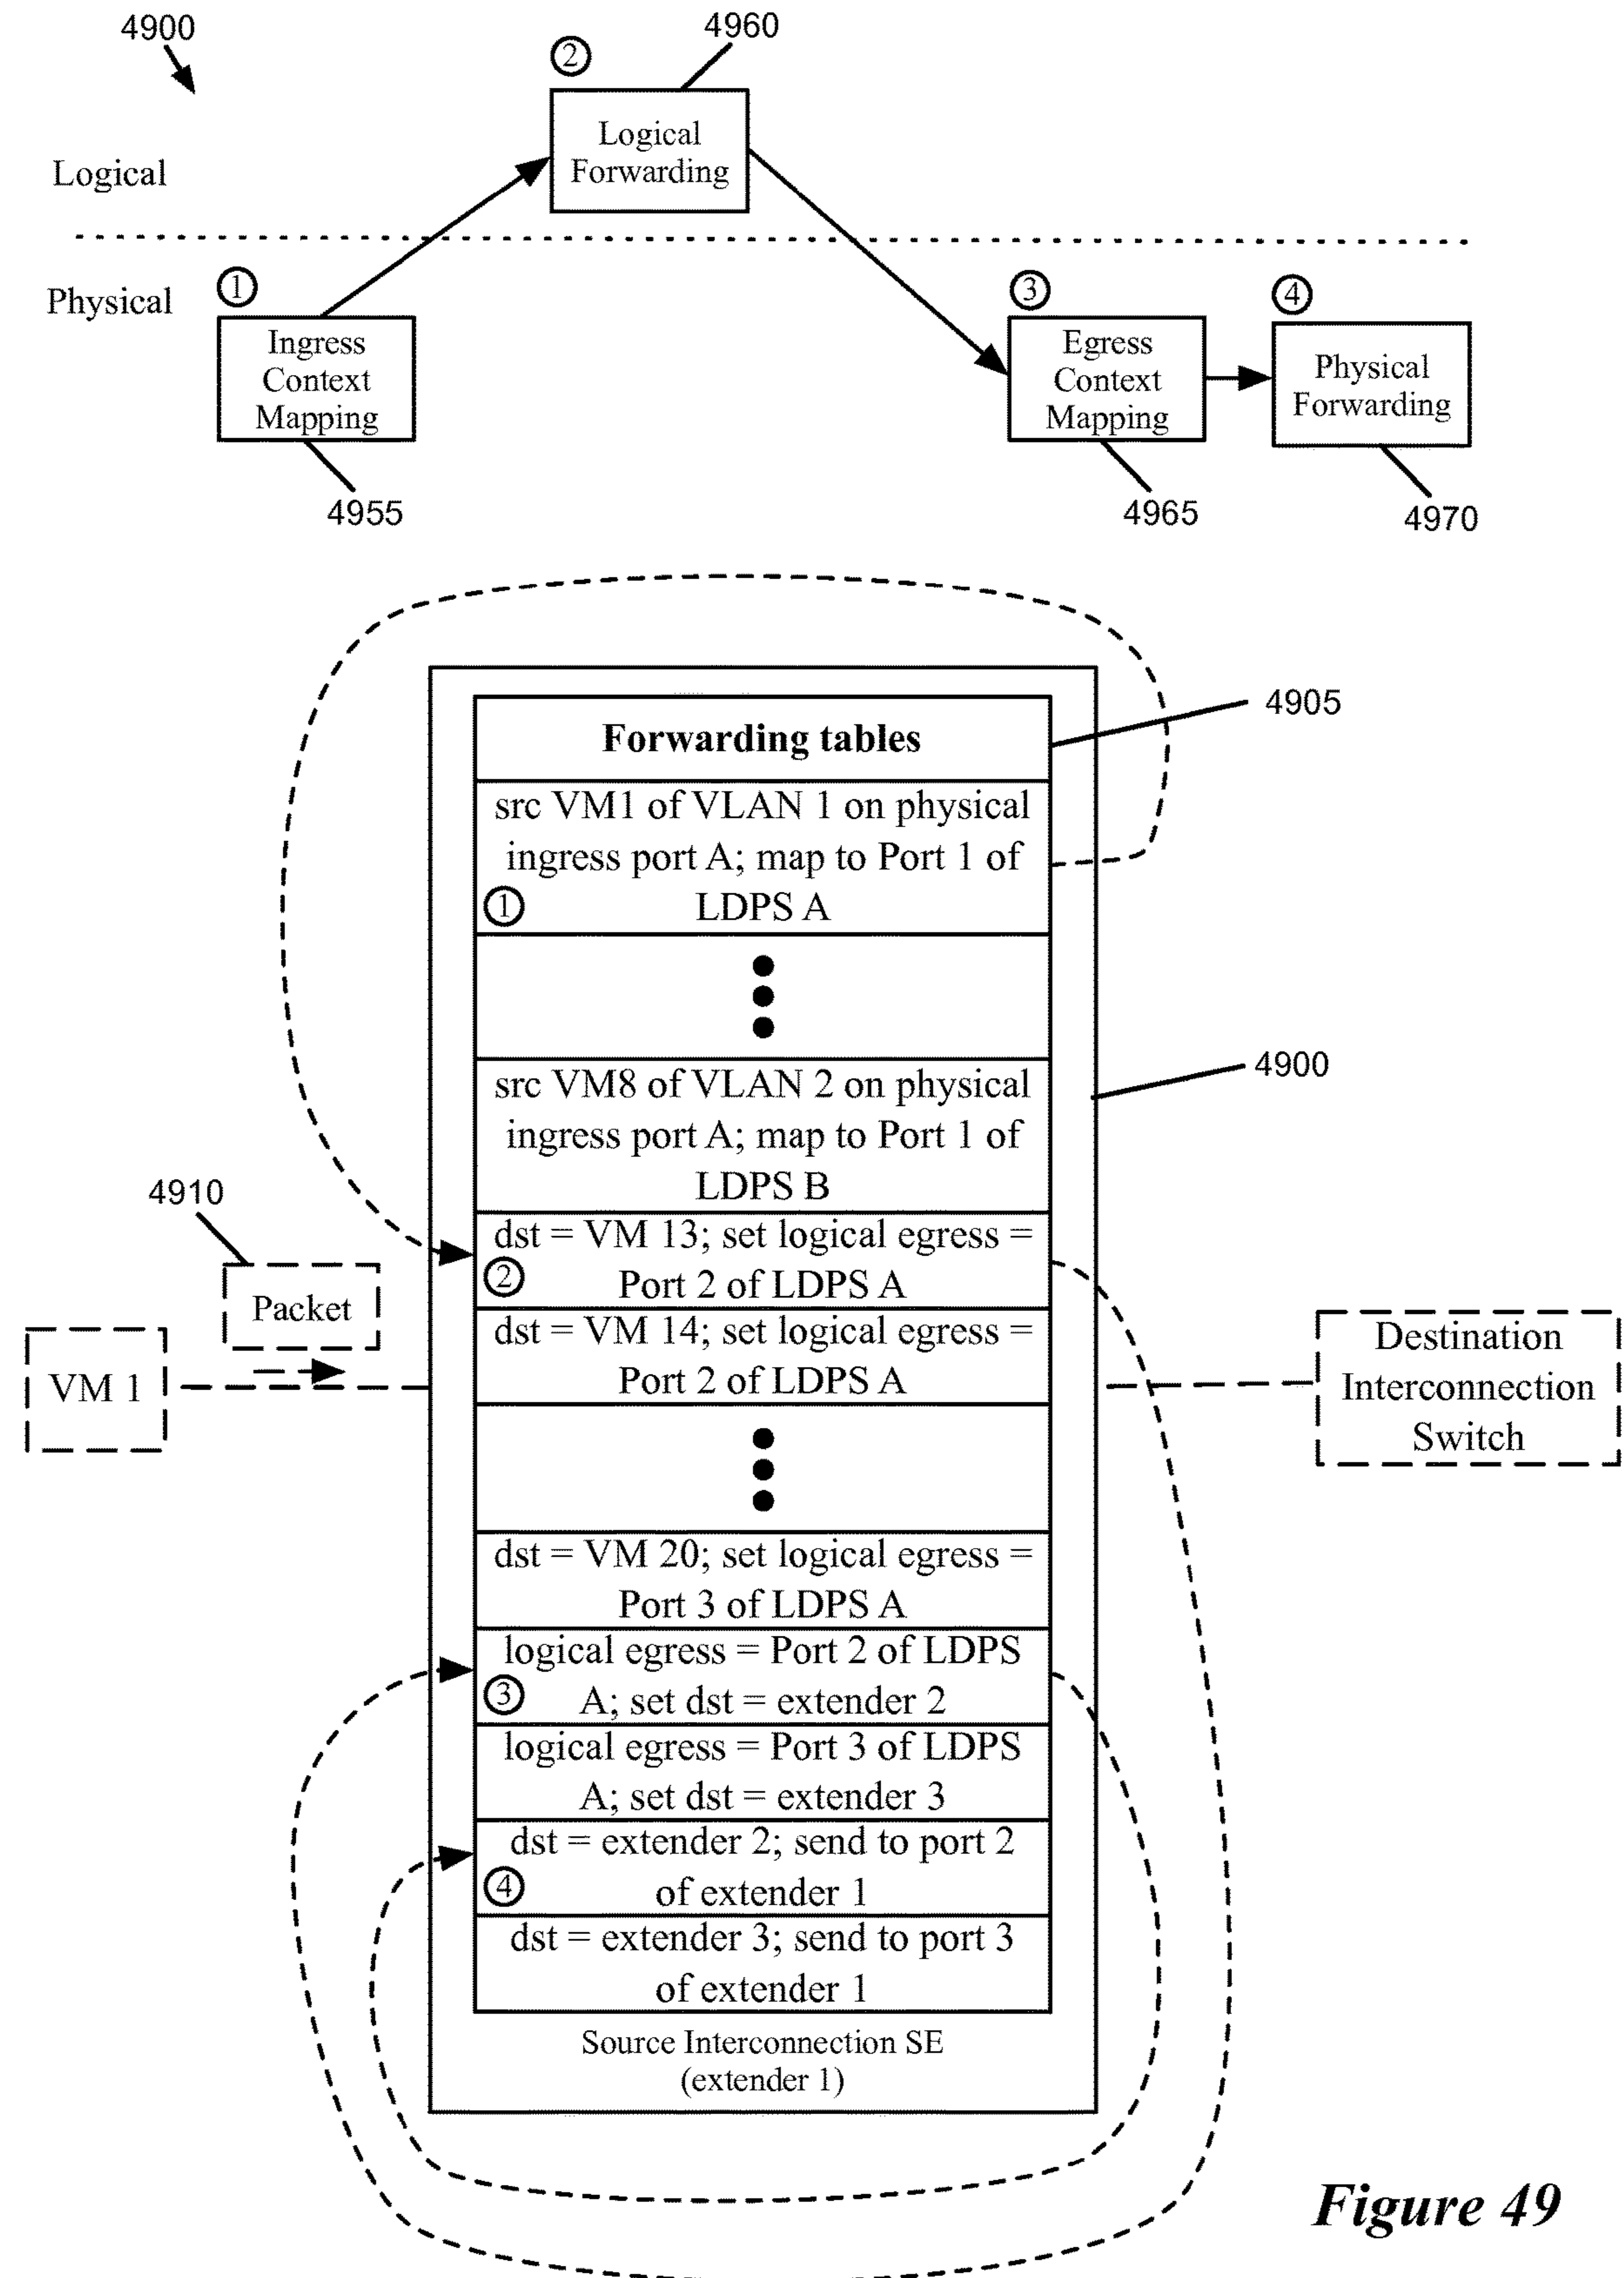 4900
4960
②
Logical
Forwarding
Logical
Physical
①
③
④
Ingress
Context
Mapping
Egress
Context
Mapping
Physical
Forwarding
4955
4965
4970
4905
Forwarding tables
src VM1 of VLAN 1 on physical
ingress port A; map to Port 1 of
① LDPS A
4900
src VM8 of VLAN 2 on physical
ingress port A; map to Port 1 of
LDPS B
4910
Packet
VM 1
dst = VM 13; set logical egress =
② Port 2 of LDPS A
dst = VM 14; set logical egress =
Port 2 of LDPS A
Destination
Interconnection
Switch
dst = VM 20; set logical egress =
Port 3 of LDPS A
logical egress = Port 2 of LDPS
③ A; set dst = extender 2
logical egress = Port 3 of LDPS
A; set dst = extender 3
dst = extender 2; send to port 2
④ of extender 1
dst = extender 3; send to port 3
of extender 1
Source Interconnection SE
(extender 1)
Figure 49